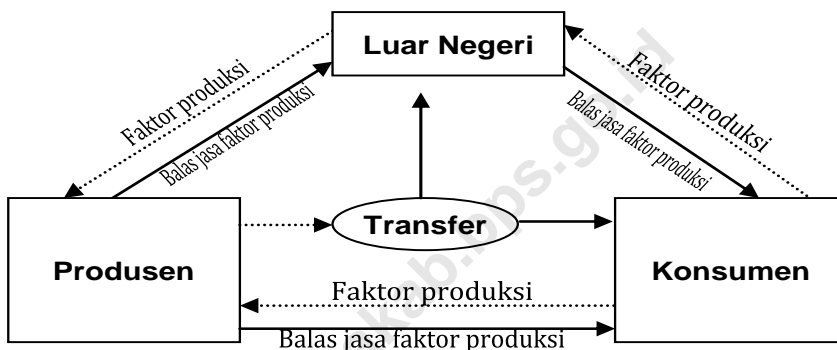 Luar Negeri
Faktor produksi
Balas jasa faktor produksi
Faktor produksi
Balas jasa faktor produksi
Produsen
Transfer
Konsumen
Faktor produksi
Balas jasa faktor produksi